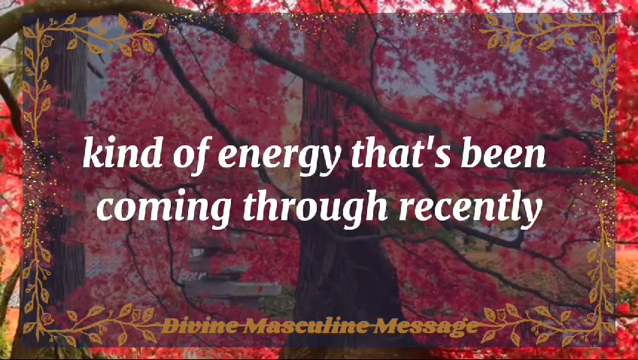 kind of energy that's been
coming through recently
Divine Masculine Message